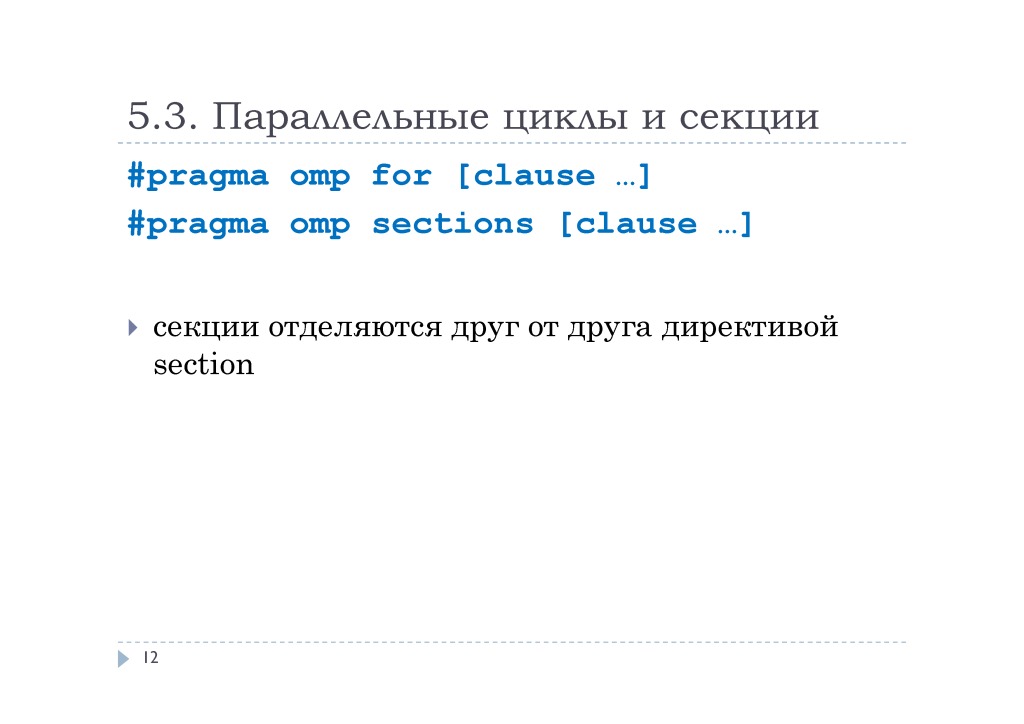 5.3. Параллельные циклы и секции
#pragma omp for [clause …]
#pragma omp sections [clause …]
секции отделяются друг от друга директивой
section
12